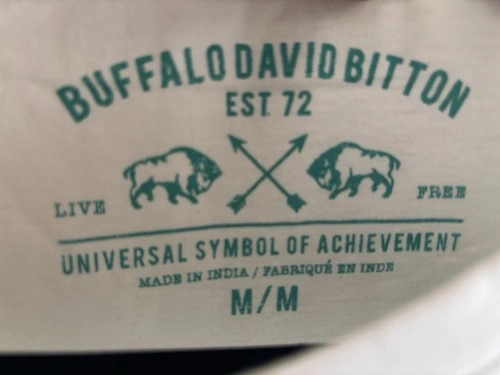 BUFFALO DAVID BITTON
EST. 72
LIVE FREE
UNIVERSAL SYMBOL OF ACHIEVEMENT
MADE IN INDIA / FABRIQUÉ EN INDE
M/M